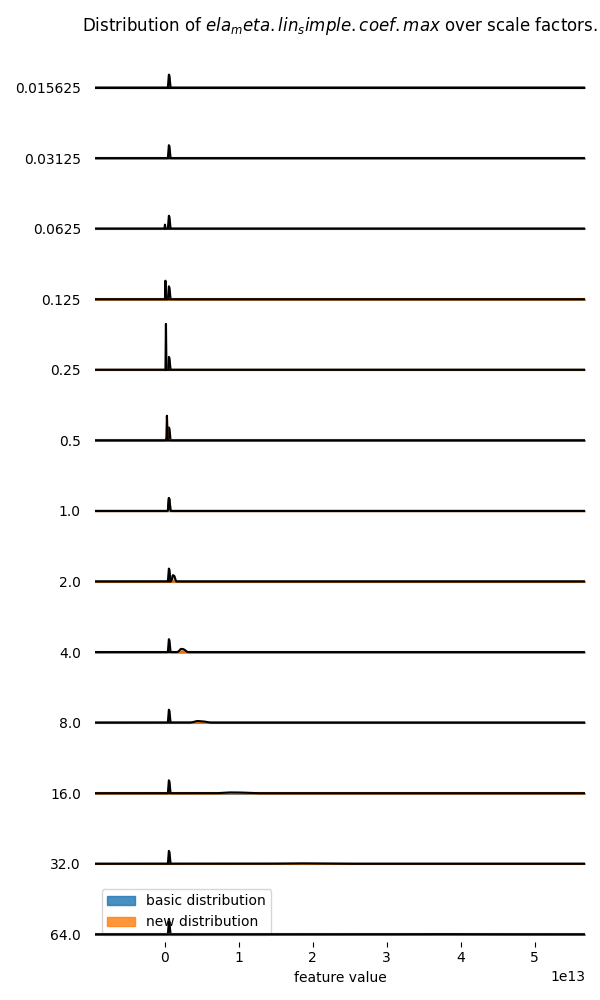 Distribution of ela_meta.lin_simple.coef.max over scale factors.
0.015625
0.03125
0.0625
0.125
0.25
0.5
1.0
2.0
4.0
8.0
16.0
32.0
basic distribution
new distribution
64.0
0 1 2 3 4 5
feature value
1e13